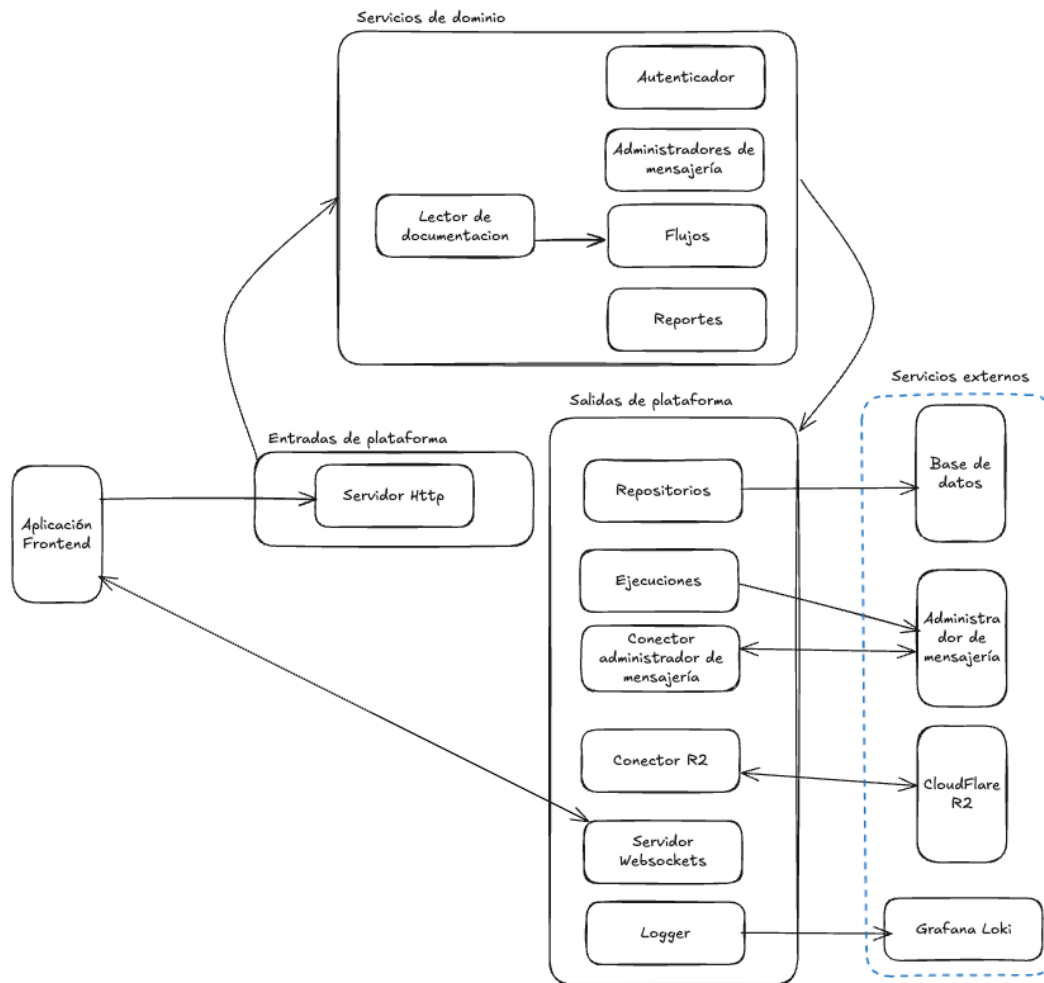 Servicios de dominio
Autenticador
Administradores de
mensajería
Lector de
documentacion
Flujos
Reportes
Servicios externos
Salidas de plataforma
Entradas de plataforma
Servidor Http
Aplicación
Frontend
Repositorios
Base de
datos
Ejecuciones
Conector
administrador de
mensajería
Administra
dor de
mensajería
Conector R2
CloudFlare
R2
Servidor
Websockets
Logger
Grafana Loki